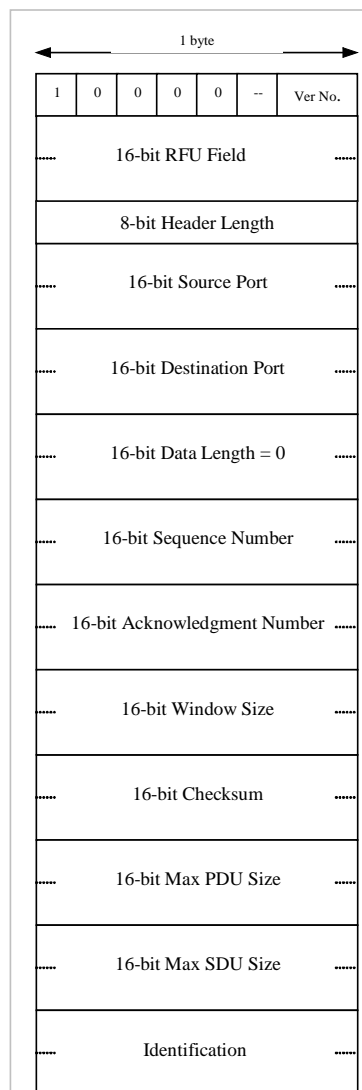 1 byte
1 0 0 0 0 -- Ver No.
16-bit RFU Field
8-bit Header Length
16-bit Source Port
16-bit Destination Port
16-bit Data Length = 0
16-bit Sequence Number
16-bit Acknowledgment Number
16-bit Window Size
16-bit Checksum
16-bit Max PDU Size
16-bit Max SDU Size
Identification